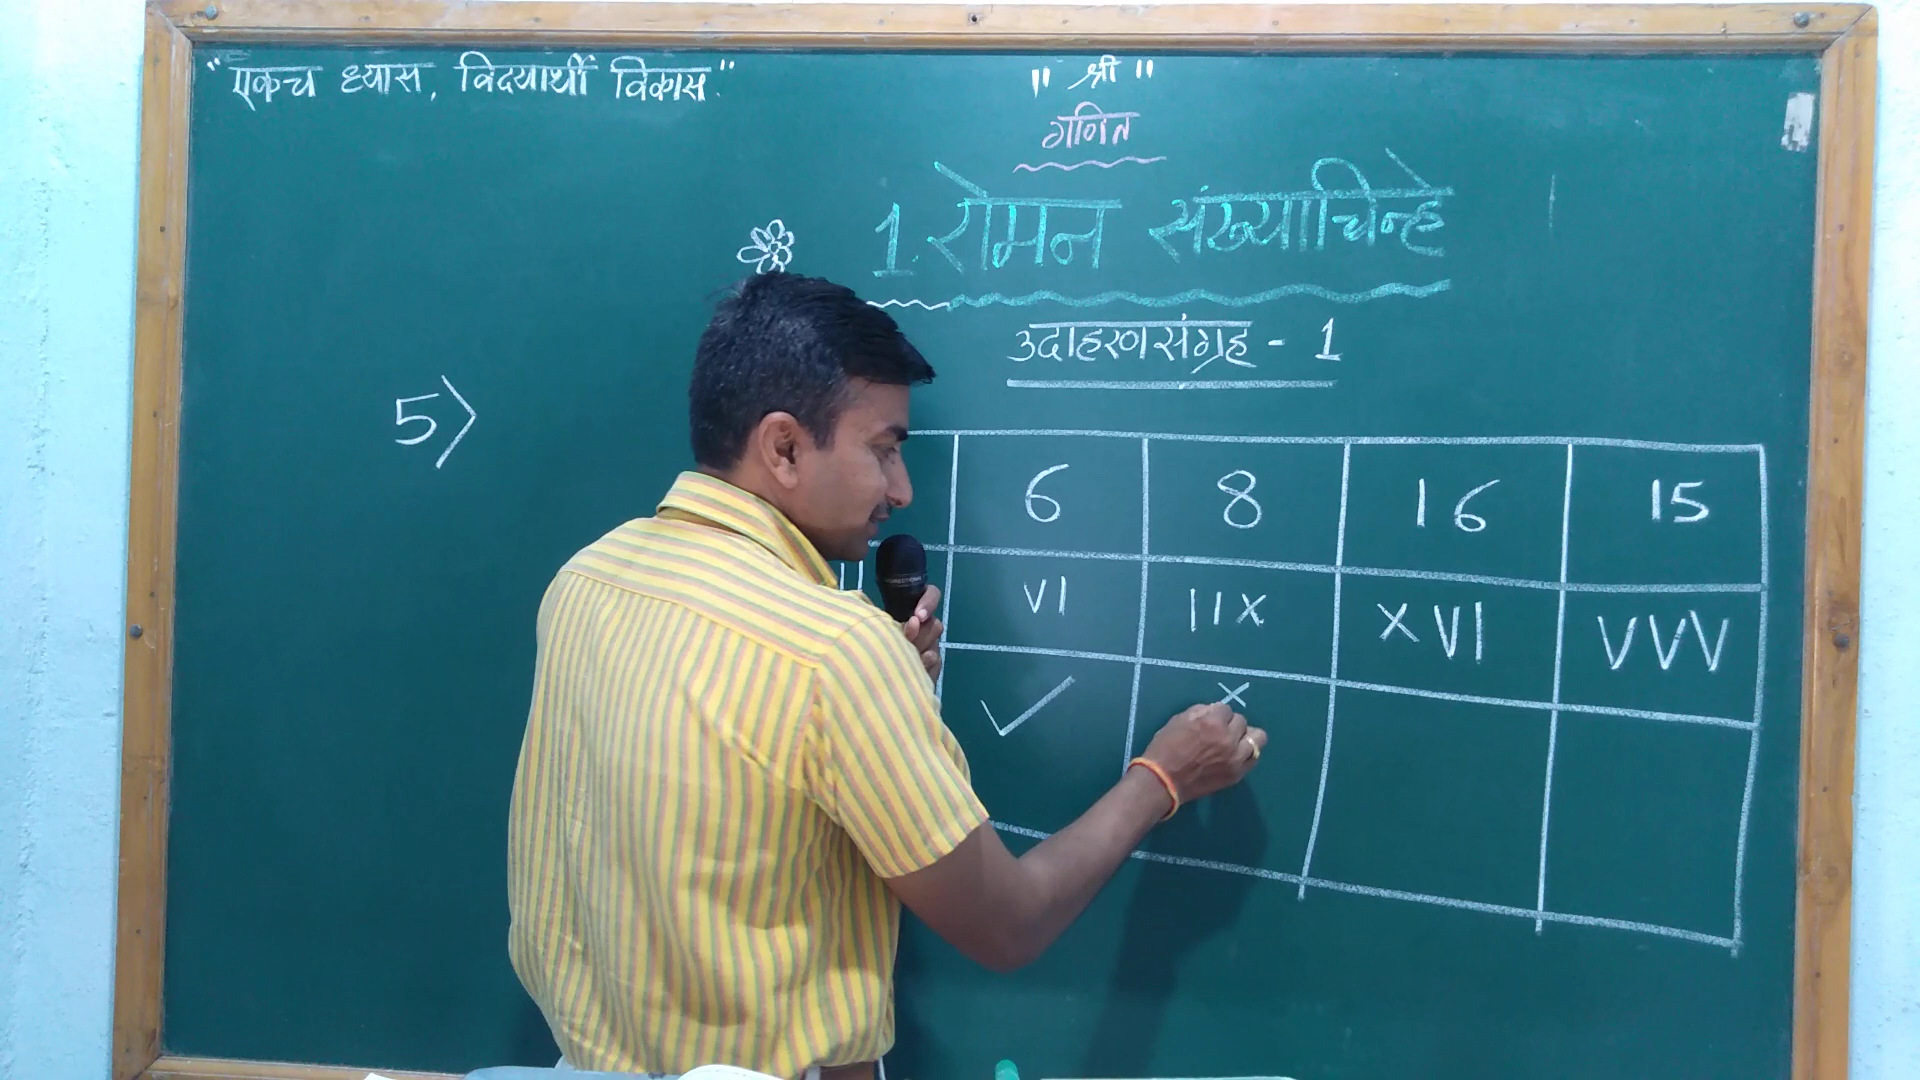 "एकच ध्यास, विदयार्थी विकास."
" श्री "
गणित
1. रोमन संख्याचिन्हे
उदाहरणसंग्रह - 1
5)
6 8 16 15
VI IIX XVI VVV
✓ ×